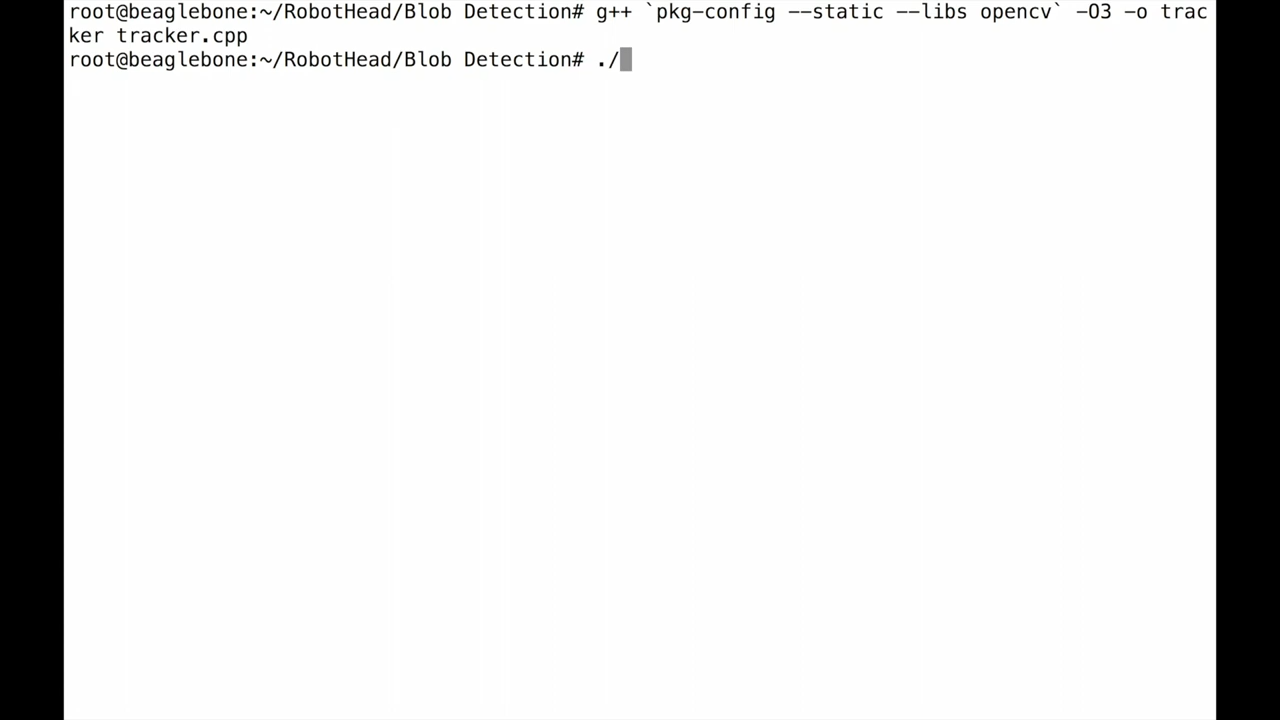 root@beaglebone:~/RobotHead/Blob Detection# g++ `pkg-config --static --libs opencv` -O3 -o trac
ker tracker.cpp
root@beaglebone:~/RobotHead/Blob Detection# ./